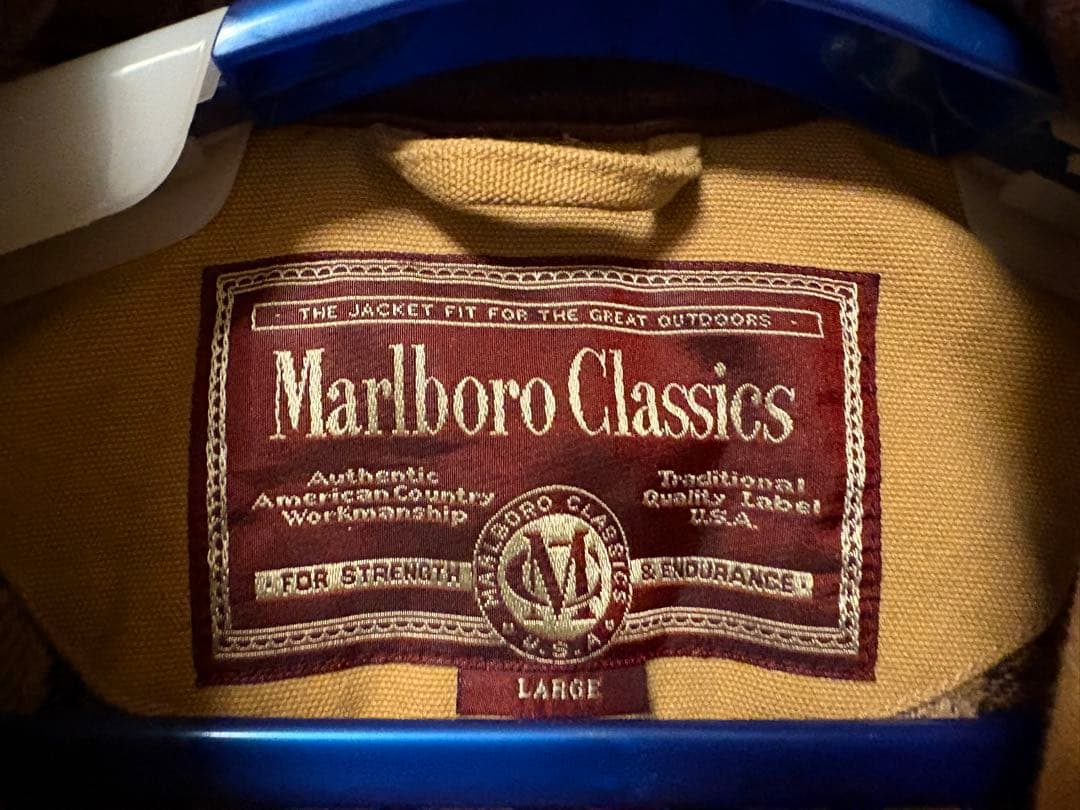 · THE JACKET FIT FOR THE GREAT OUTDOORS ·
Marlboro Classics
Authentic
American Country
Workmanship
Traditional
Quality Label
U.S.A.
MARLBORO CLASSICS
MC
• U.S.A •
· FOR STRENGTH
& ENDURANCE ·
LARGE